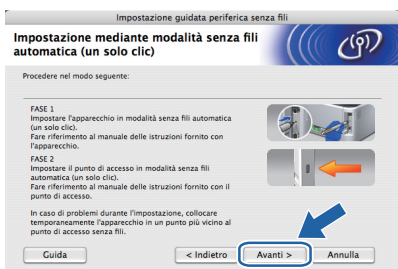 Impostazione guidata periferica senza fili
Impostazione mediante modalità senza fili
automatica (un solo clic)
Procedere nel modo seguente:
FASE 1
Impostare l'apparecchio in modalità senza fili automatica
(un solo clic).
Fare riferimento al manuale delle istruzioni fornito con
l'apparecchio.
FASE 2
Impostare il punto di accesso in modalità senza fili
automatica (un solo clic).
Fare riferimento al manuale delle istruzioni fornito con il
punto di accesso.
In caso di problemi durante l'impostazione, collocare
temporaneamente l'apparecchio in un punto più vicino al
punto di accesso senza fili.
Guida
< Indietro
Avanti >
Annulla